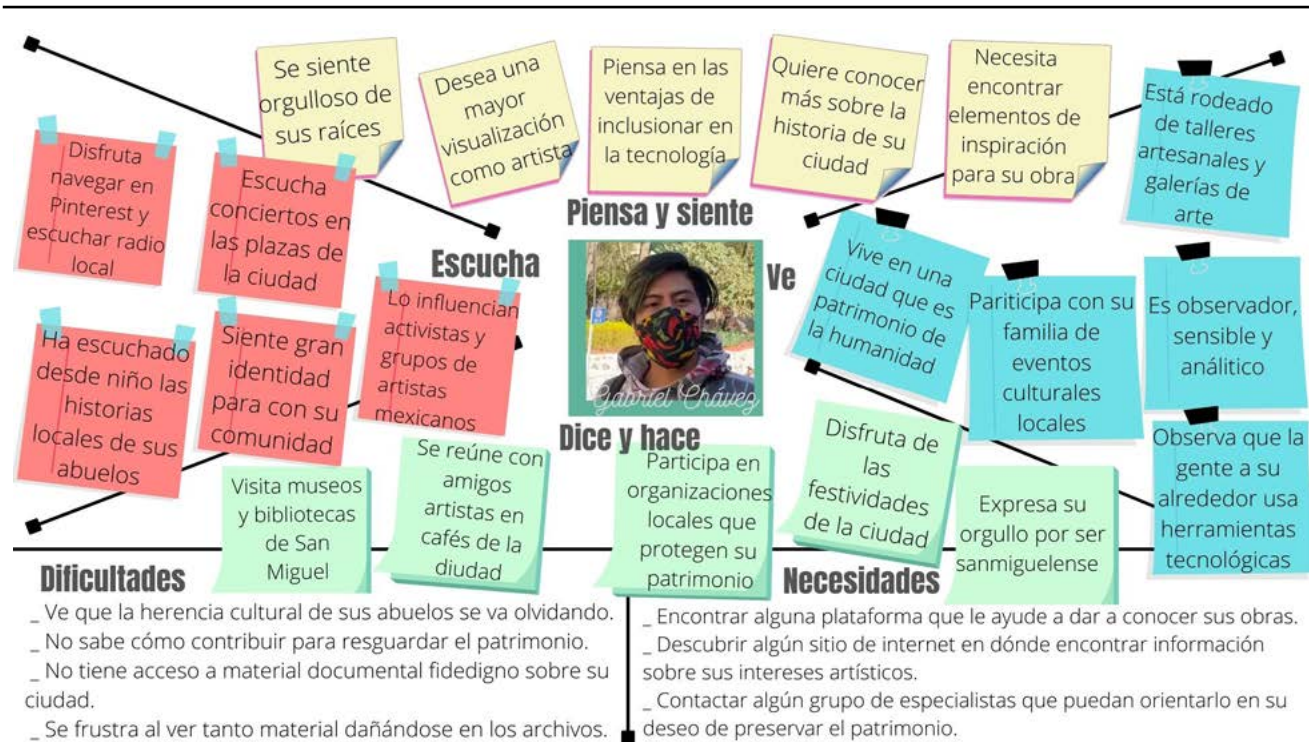 Se siente
orgulloso de
sus raíces
Desea una
mayor
visualización
como artista
Piensa en las
ventajas de
inclusionar en
la tecnología
Quiere conocer
más sobre la
historia de su
ciudad
Necesita
encontrar
elementos de
inspiración
para su obra
Piensa y siente
Disfruta
navegar en
Pinterest y
escuchar radio
local
Escucha
conciertos en
las plazas de
la ciudad
Escucha
Ha escuchado
desde niño las
historias
locales de sus
abuelos
Siente gran
identidad
para con su
comunidad
Lo influencian
activistas y
grupos de
artistas
mexicanos
Gabriel Chávez
Ve
Está rodeado
de talleres
artesanales y
galerías de
arte
Vive en una
ciudad que es
patrimonio de
la humanidad
Pariticipa con su
familia de
eventos
culturales
locales
Es observador,
sensible y
análitico
Observa que la
gente a su
alrededor usa
herramientas
tecnológicas
Dice y hace
Visita museos
y bibliotecas
de San
Miguel
Se reúne con
amigos
artistas en
cafés de la
diudad
Participa en
organizaciones
locales que
protegen su
patrimonio
Disfruta de
las
festividades
de la ciudad
Expresa su
orgullo por ser
sanmiguelense
Dificultades
_ Ve que la herencia cultural de sus abuelos se va olvidando.
_ No sabe cómo contribuir para resguardar el patrimonio.
_ No tiene acceso a material documental fidedigno sobre su
ciudad.
_ Se frustra al ver tanto material dañándose en los archivos.
Necesidades
_ Encontrar alguna plataforma que le ayude a dar a conocer sus obras.
_ Descubrir algún sitio de internet en dónde encontrar información
sobre sus intereses artísticos.
_ Contactar algún grupo de especialistas que puedan orientarlo en su
deseo de preservar el patrimonio.